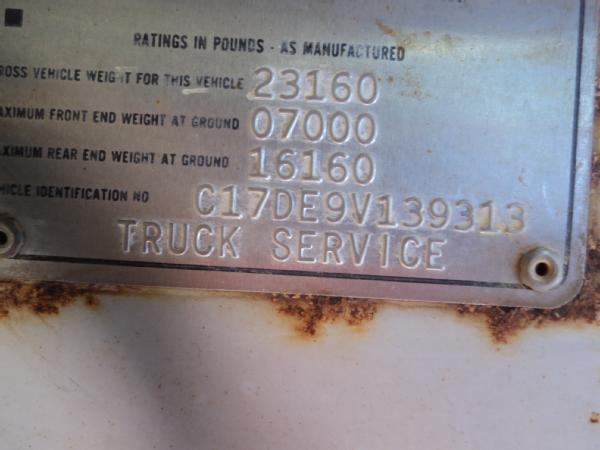 RATINGS IN POUNDS - AS MANUFACTURED
ROSS VEHICLE WEIGHT FOR THIS VEHICLE 23160
AXIMUM FRONT END WEIGHT AT GROUND 07000
AXIMUM REAR END WEIGHT AT GROUND 16160
HICLE IDENTIFICATION NO C17DE9V139313
TRUCK SERVICE